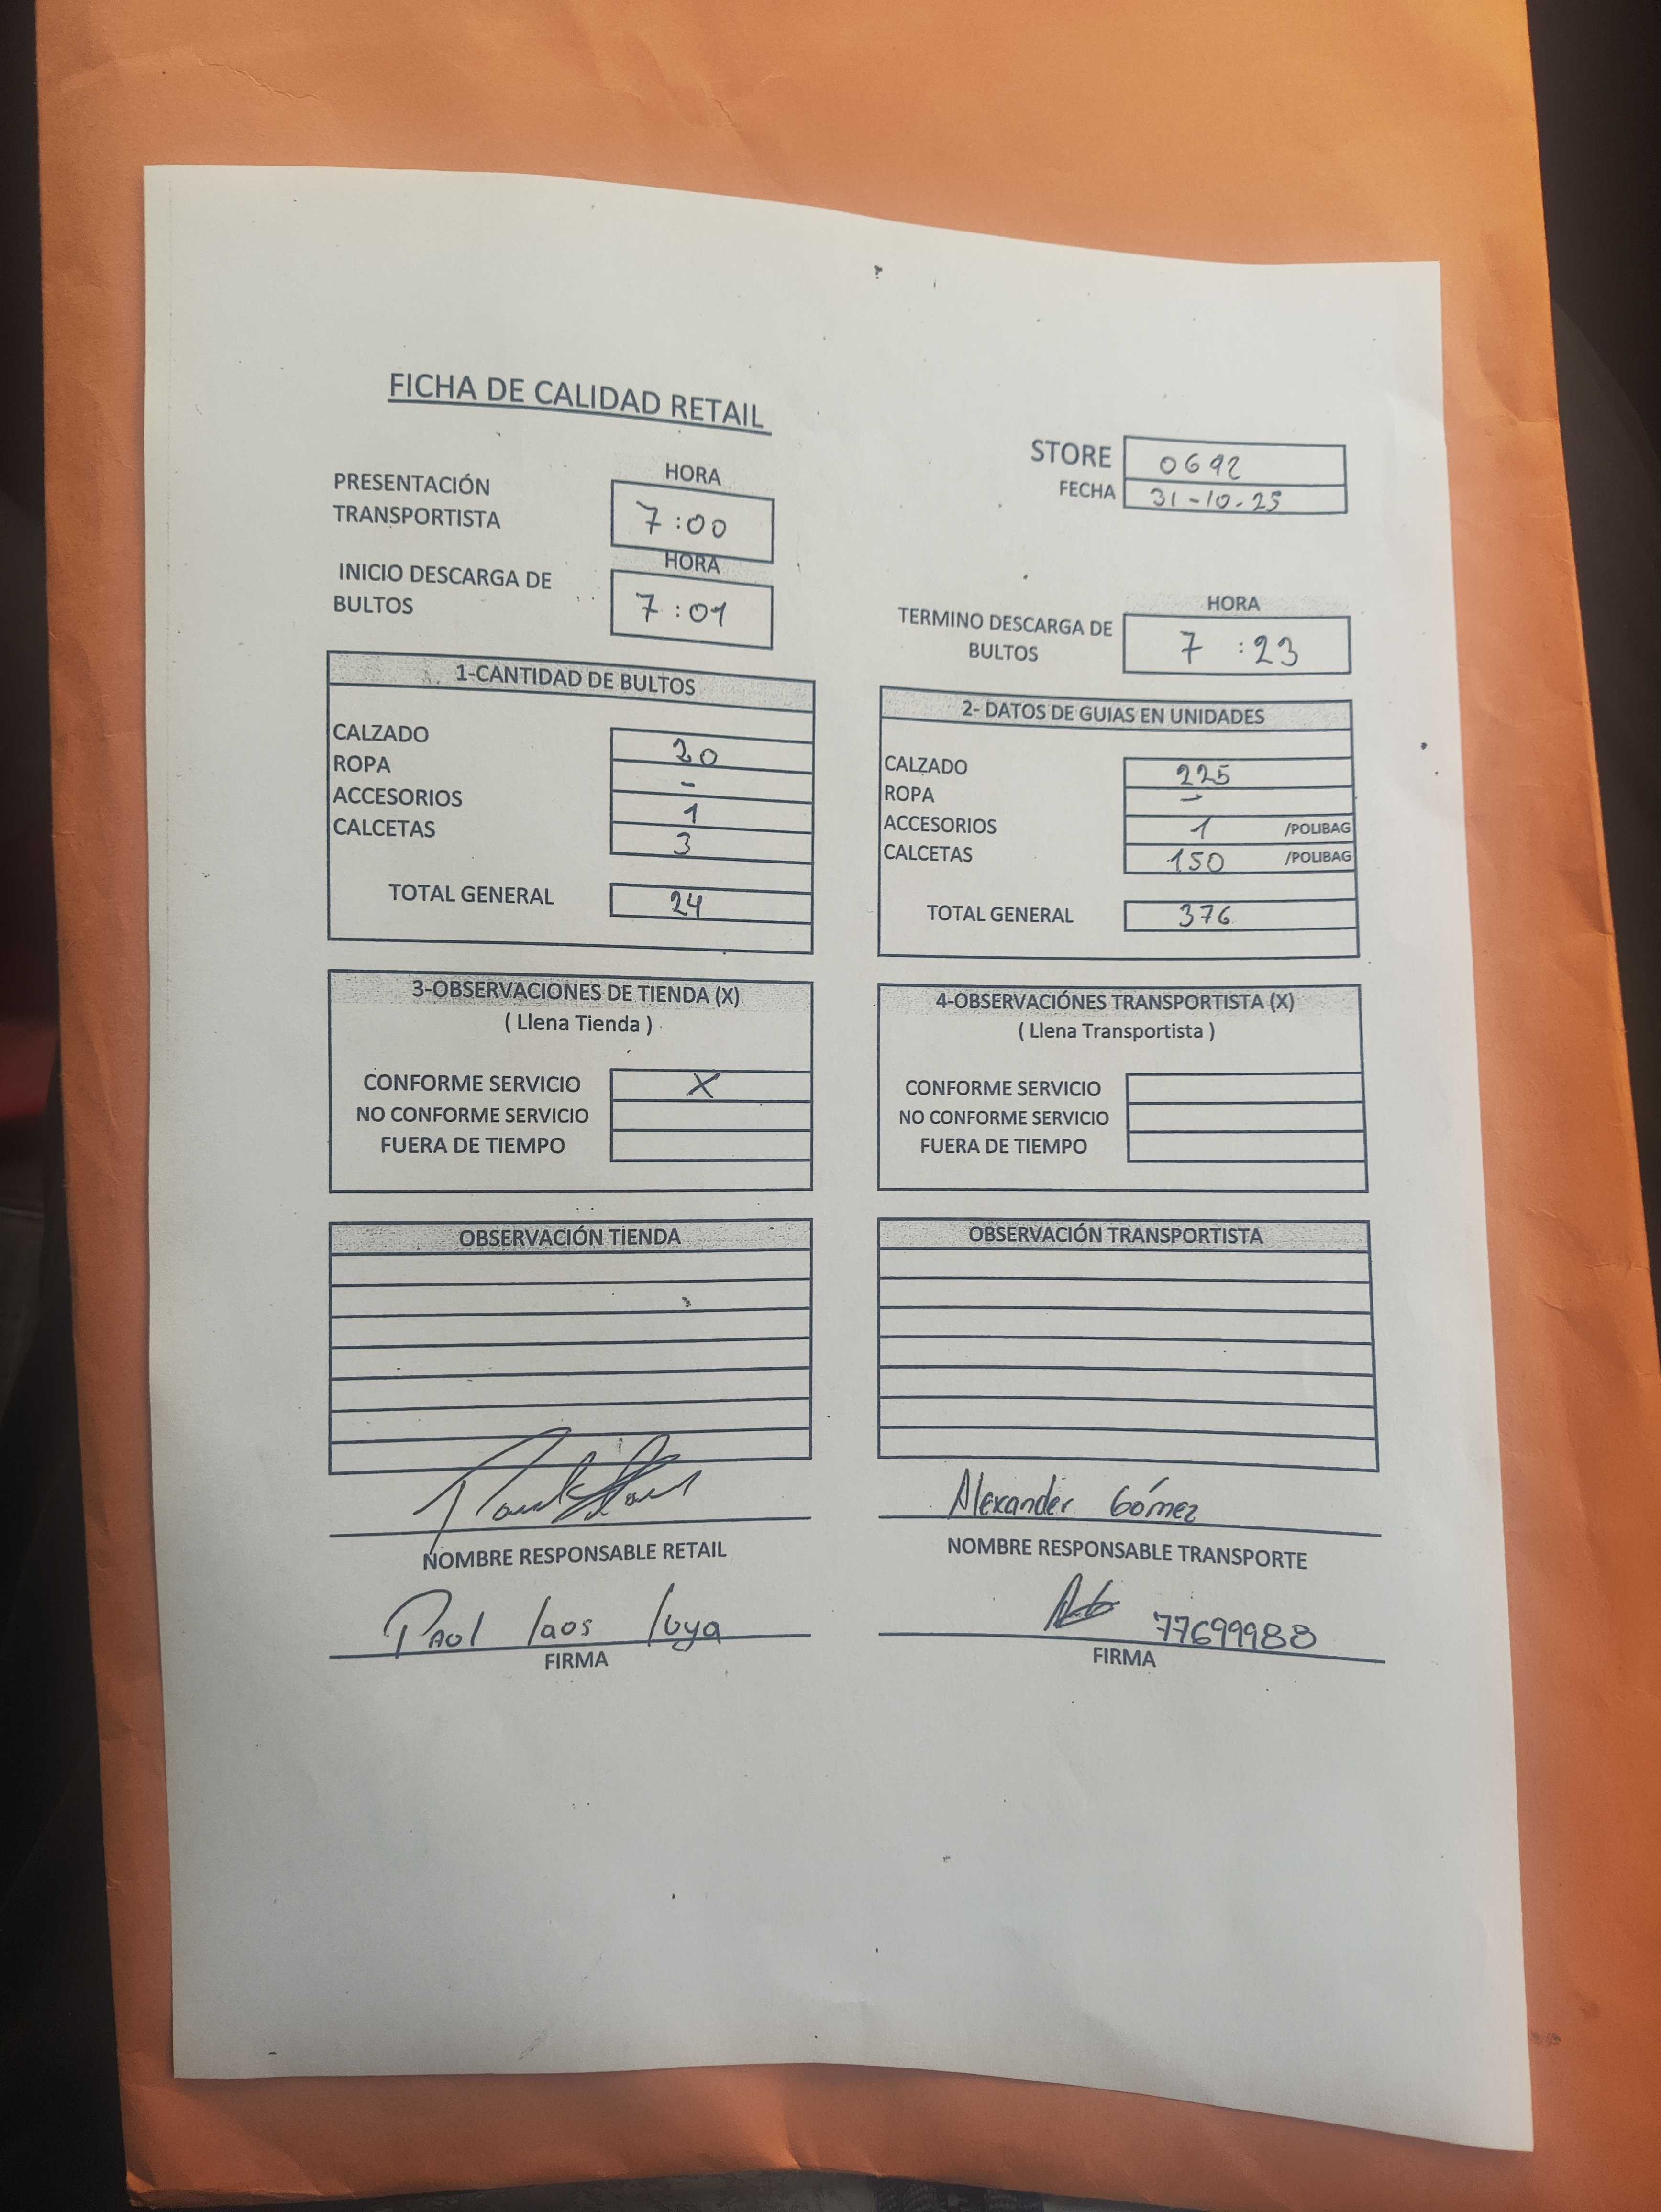 FICHA DE CALIDAD RETAIL
STORE 0692
FECHA 31-10-25
HORA
PRESENTACIÓN TRANSPORTISTA 7:00
HORA
INICIO DESCARGA DE BULTOS 7:01
HORA
TERMINO DESCARGA DE BULTOS 7 :23
1-CANTIDAD DE BULTOS
CALZADO 20
ROPA -
ACCESORIOS 1
CALCETAS 3
TOTAL GENERAL 24
2- DATOS DE GUIAS EN UNIDADES
CALZADO 225
ROPA -
ACCESORIOS 1 /POLIBAG
CALCETAS 150 /POLIBAG
TOTAL GENERAL 376
3-OBSERVACIONES DE TIENDA (X)
( Llena Tienda )
CONFORME SERVICIO X
NO CONFORME SERVICIO
FUERA DE TIEMPO
4-OBSERVACIÓNES TRANSPORTISTA (X)
( Llena Transportista )
CONFORME SERVICIO
NO CONFORME SERVICIO
FUERA DE TIEMPO
OBSERVACIÓN TIENDA
OBSERVACIÓN TRANSPORTISTA
NOMBRE RESPONSABLE RETAIL
Paul laos luya
FIRMA
Alexander Gómez
NOMBRE RESPONSABLE TRANSPORTE
77699988
FIRMA